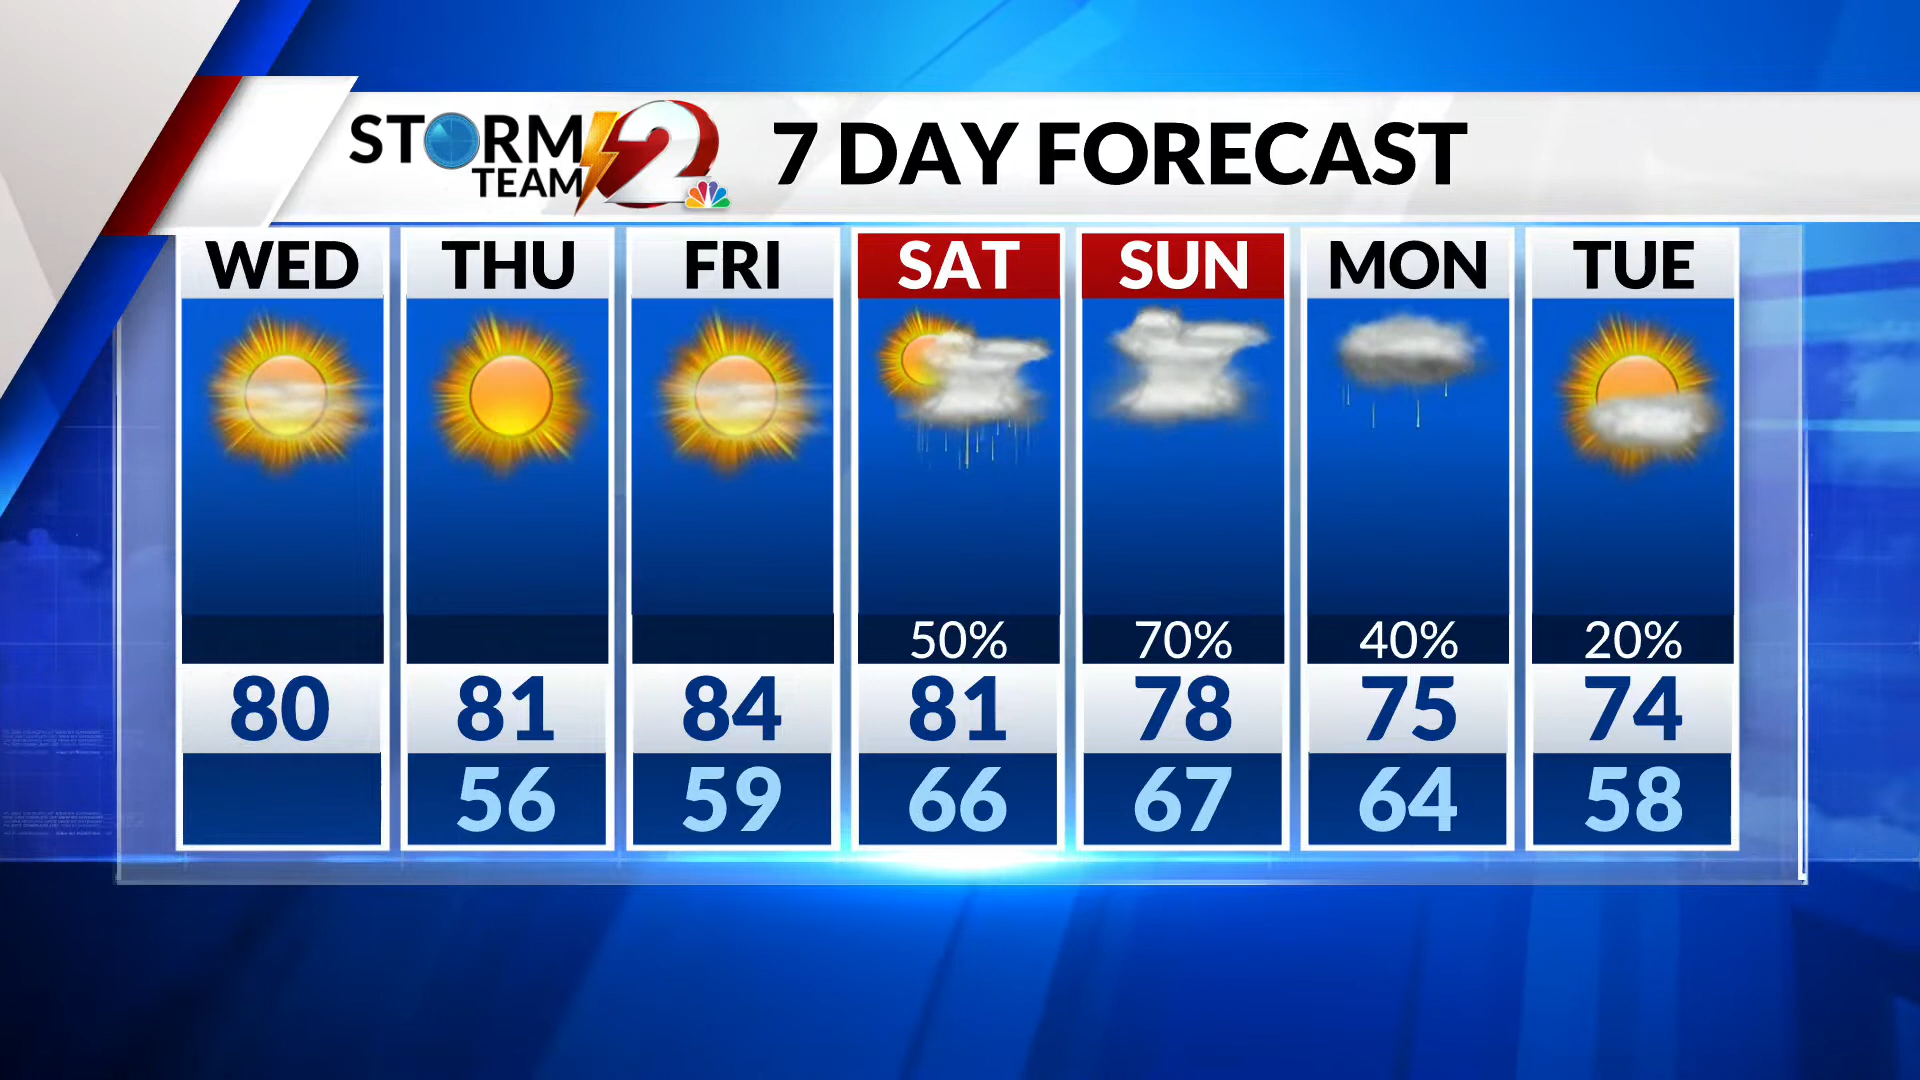 STORM TEAM 2 7 DAY FORECAST
WED THU FRI SAT SUN MON TUE
50% 70% 40% 20%
80 81 84 81 78 75 74
56 59 66 67 64 58